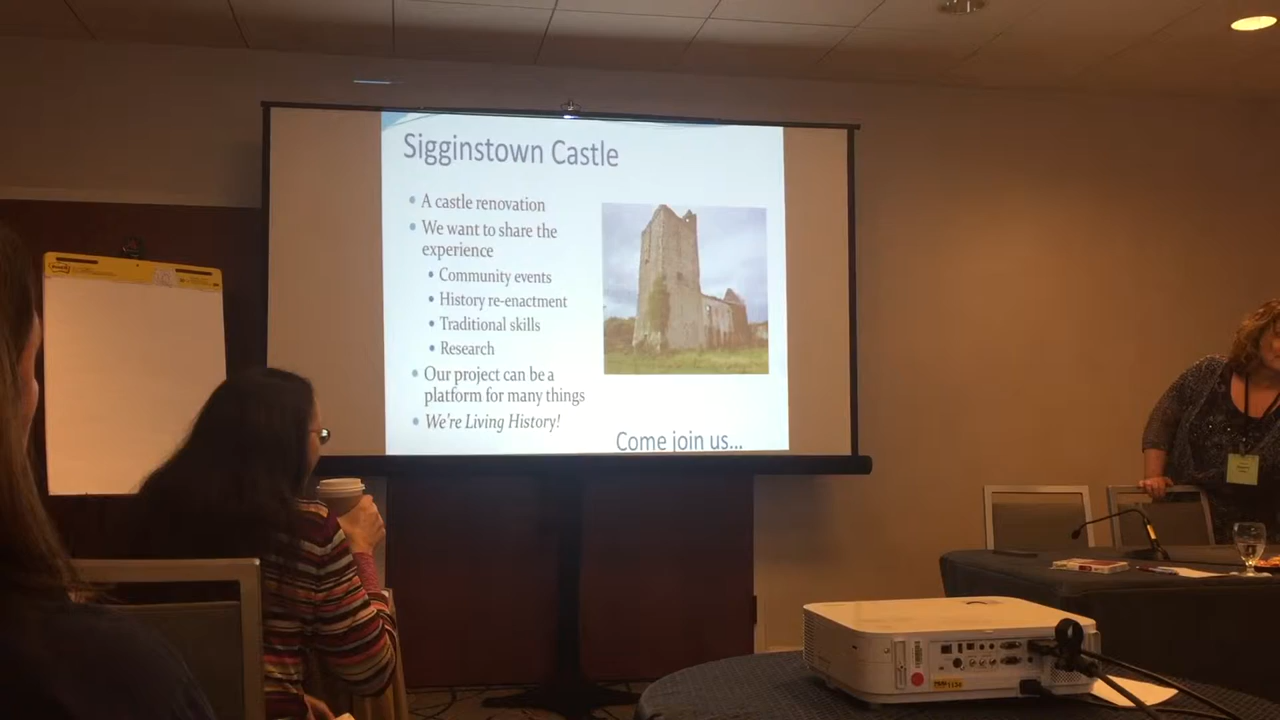 Sigginstown Castle
• A castle renovation
• We want to share the
experience
• Community events
• History re-enactment
• Traditional skills
• Research
• Our project can be a
platform for many things
• We're Living History!
Come join us...